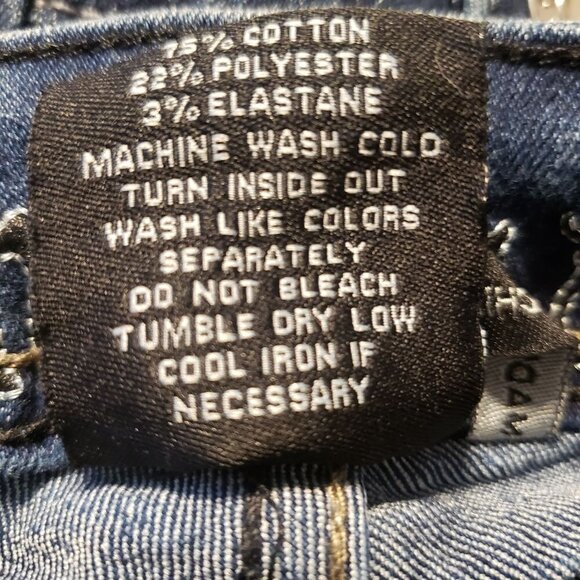 75% COTTON
22% POLYESTER
3% ELASTANE
MACHINE WASH COLD
TURN INSIDE OUT
WASH LIKE COLORS
SEPARATELY
DO NOT BLEACH
TUMBLE DRY LOW
COOL IRON IF
NECESSARY